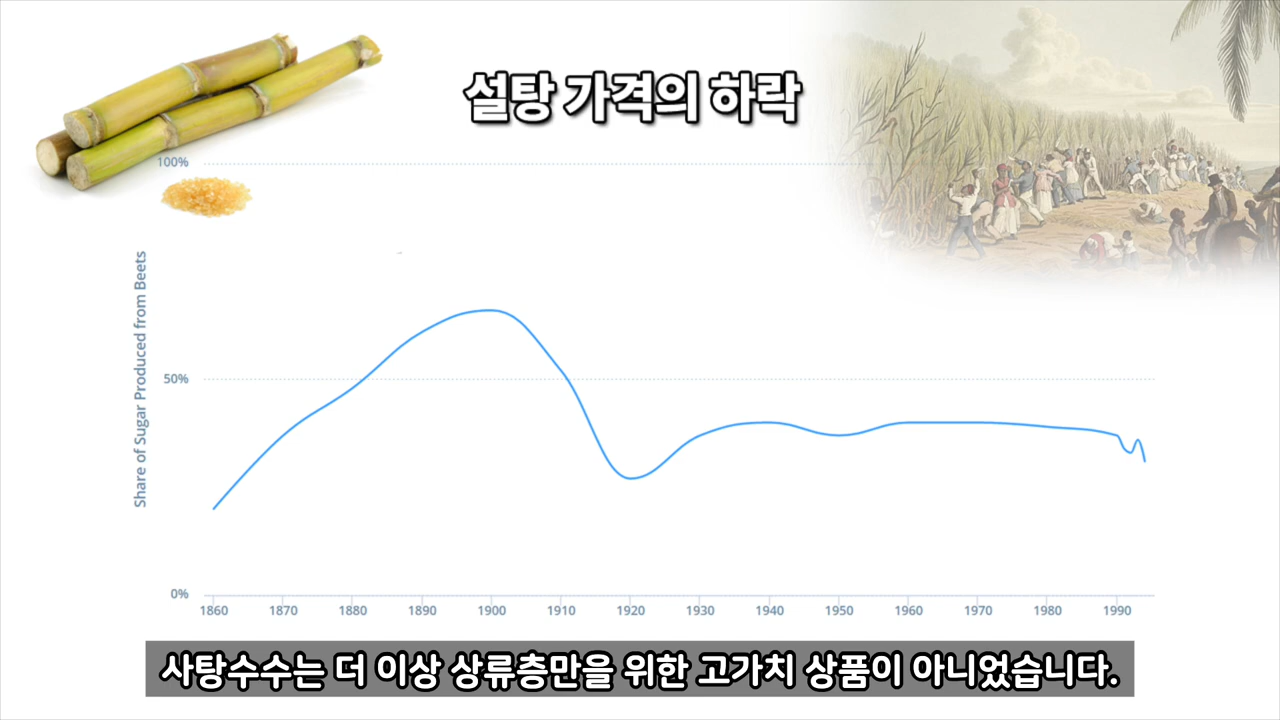 설탕 가격의 하락
100%
Share of Sugar Produced from Beets
50%
0%
1860 1870 1880 1890 1900 1910 1920 1930 1940 1950 1960 1970 1980 1990
사탕수수는 더 이상 상류층만을 위한 고가치 상품이 아니었습니다.